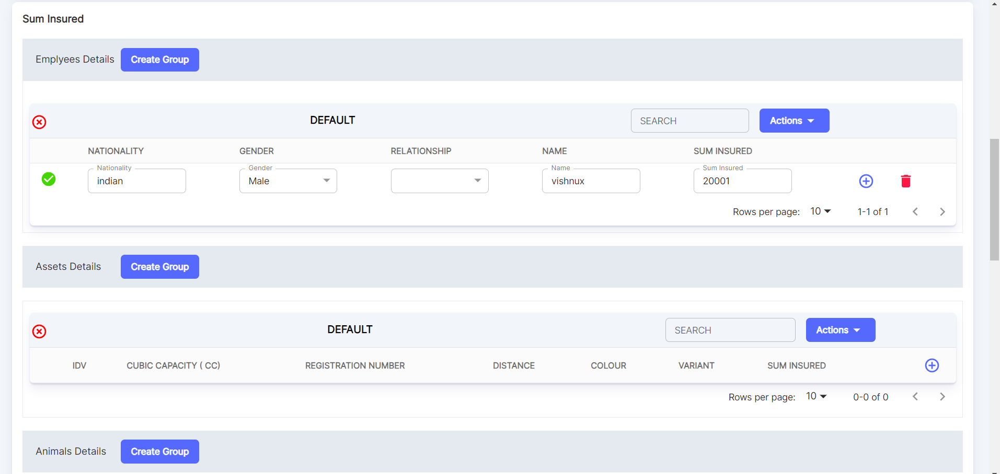 Sum Insured
Emplyees Details Create Group
DEFAULT SEARCH Actions
NATIONALITY GENDER RELATIONSHIP NAME SUM INSURED
Nationality Gender Name Sum Insured
indian Male vishnux 20001
Rows per page: 10 1-1 of 1
Assets Details Create Group
DEFAULT SEARCH Actions
IDV CUBIC CAPACITY ( CC) REGISTRATION NUMBER DISTANCE COLOUR VARIANT SUM INSURED
Rows per page: 10 0-0 of 0
Animals Details Create Group